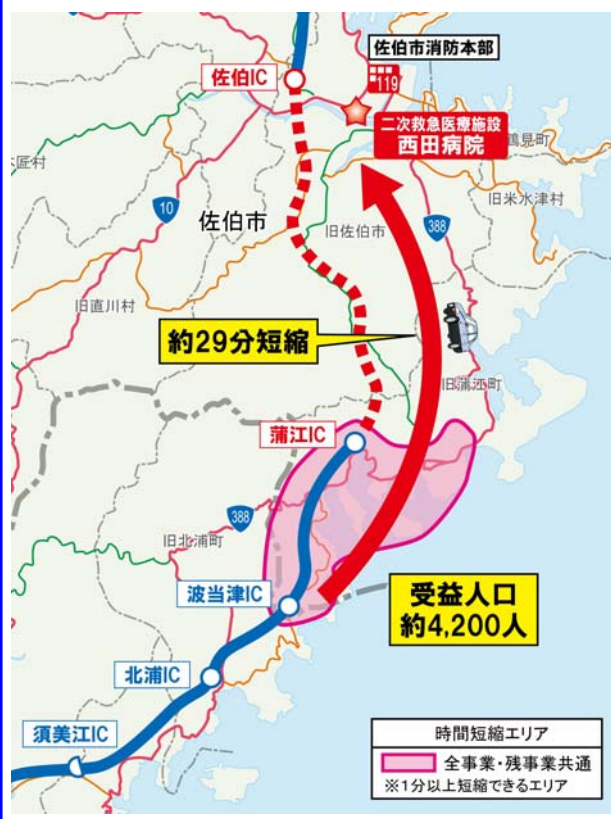 佐伯市消防本部
佐伯IC
119
二次救急医療施設
西田病院
鶴見町
匠村
旧米水津村
10
佐伯市
旧佐伯市
388
旧直川村
約29分短縮
旧蒲江町
蒲江IC
388
旧北浦町
波当津IC
受益人口
約4,200人
北浦IC
須美江IC
時間短縮エリア
全事業・残事業共通
※1分以上短縮できるエリア